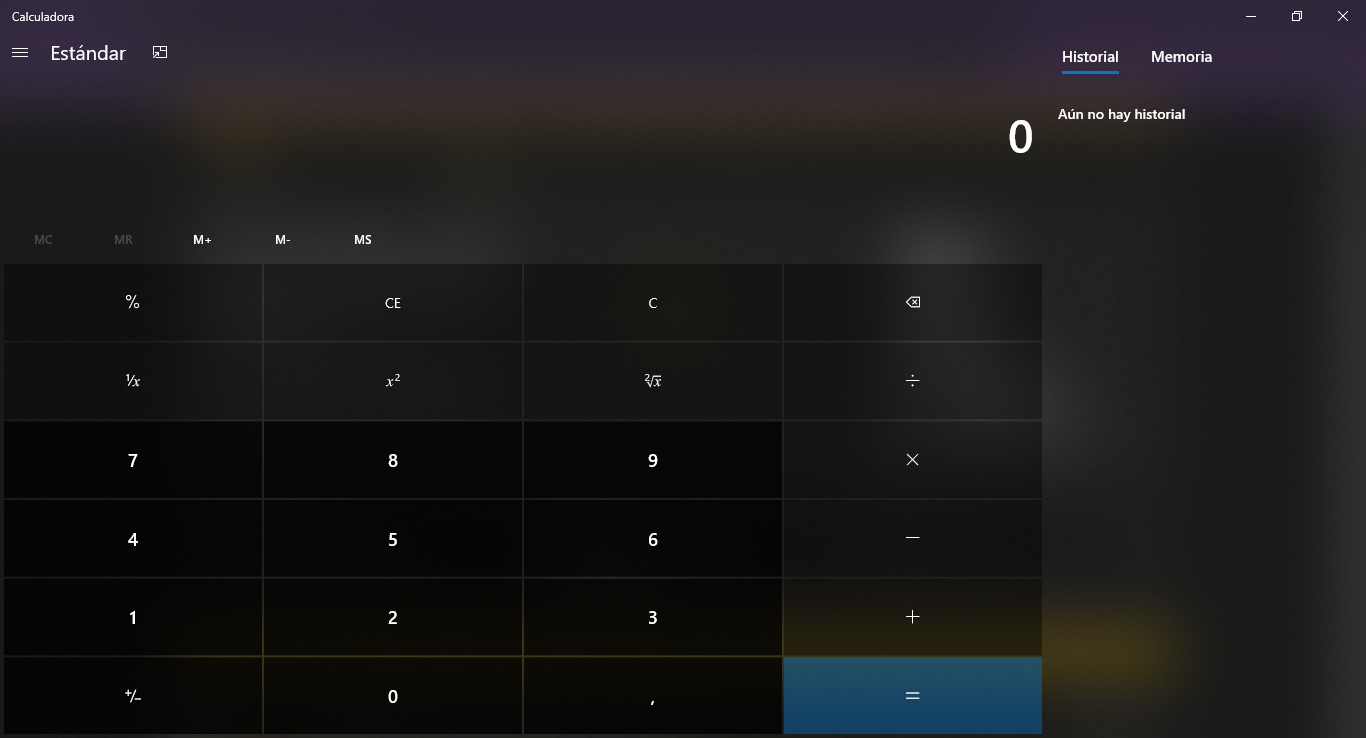 Calculadora
Estándar
Historial Memoria
Aún no hay historial
0
MC MR M+ M- MS
% CE C
¹/x x² ²√x ÷
7 8 9 ×
4 5 6 −
1 2 3 +
+/− 0 , =